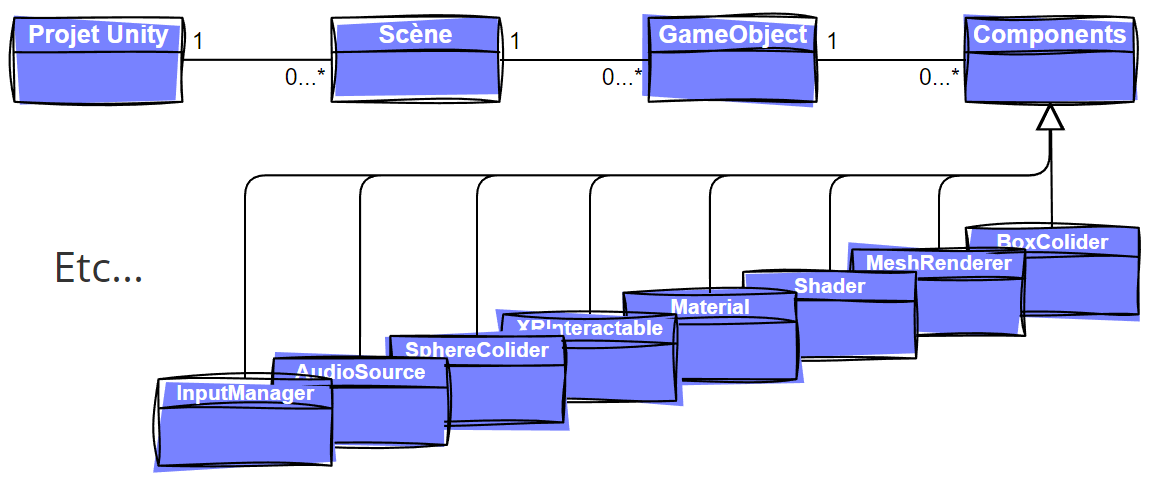 Projet Unity
1
0...*
Scène
1
0...*
GameObject
1
0...*
Components
Etc...
BoxColider
MeshRenderer
Shader
Material
XRInteractable
SphereColider
AudioSource
InputManager